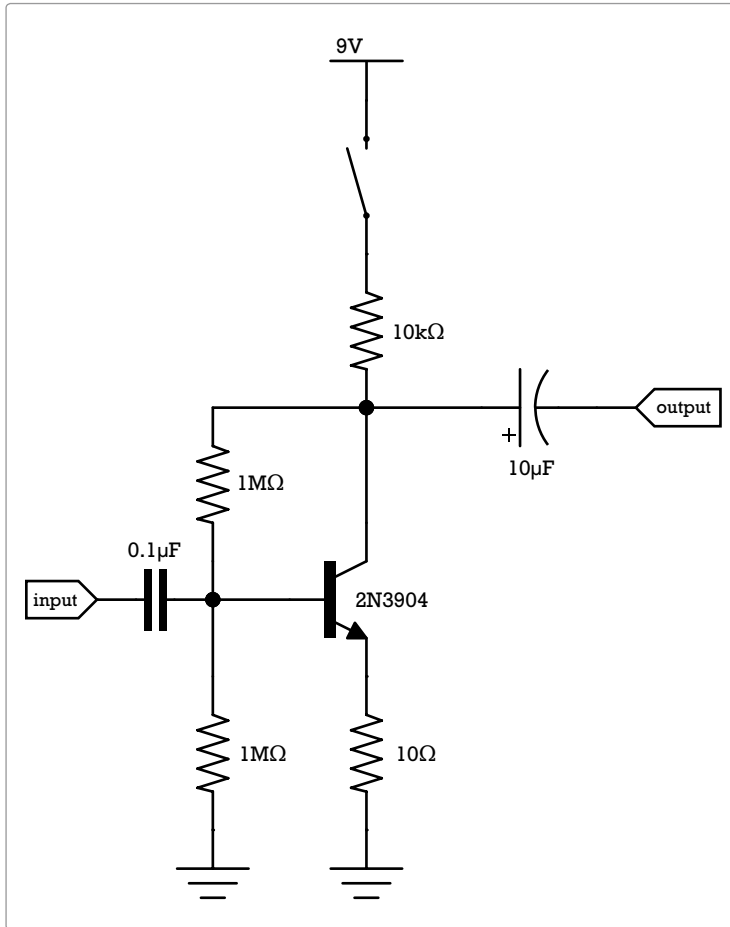 9V
10kΩ
output
+
10µF
1MΩ
0.1µF
input
2N3904
1MΩ
10Ω